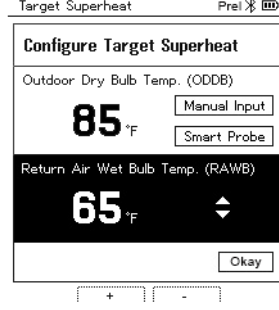 Target Superheat Prel
Configure Target Superheat
Outdoor Dry Bulb Temp. (ODDB)
85 °F
Manual Input
Smart Probe
Return Air Wet Bulb Temp. (RAWB)
65 °F
Okay
+ -